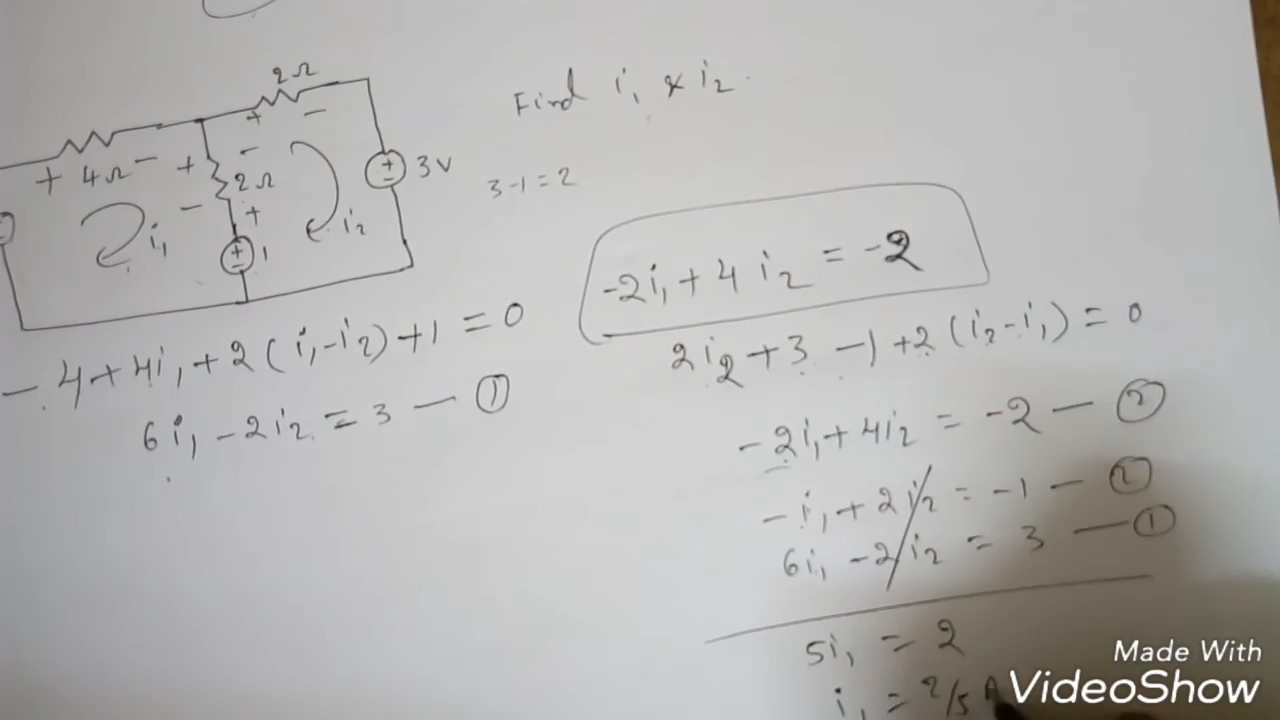 2Ω
Find i₁ & i₂.
+ 4Ω - + 2Ω - + -
3V
3-1=2
i₁
i₂
1
-2i₁+4i₂ = -2
-4+4i₁+2(i₁-i₂)+1=0
2i₂+3-1+2(i₂-i₁)=0
6i₁-2i₂=3 — ①
-2i₁+4i₂ = -2 — ②
-i₁+2i₂ = -1 — ②
6i₁-2i₂ = 3 — ①
5i₁ = 2
i₁ = 2/5 A
Made With
VideoShow